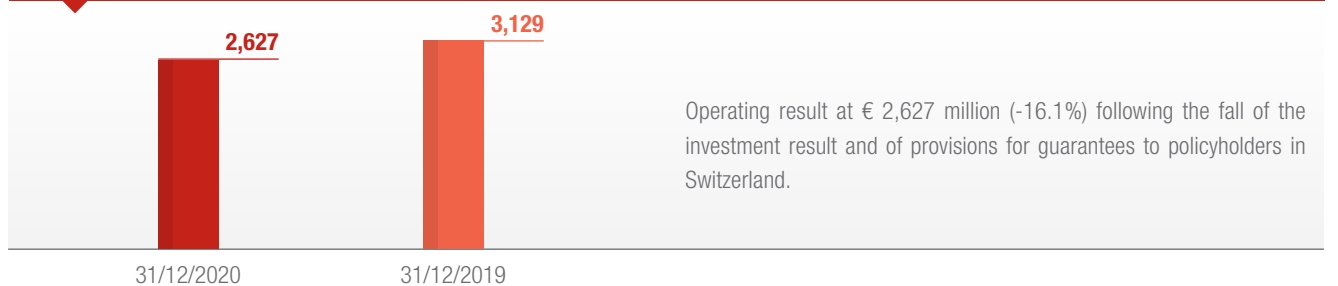 2,627
3,129
Operating result at € 2,627 million (-16.1%) following the fall of the
investment result and of provisions for guarantees to policyholders in
Switzerland.
31/12/2020
31/12/2019